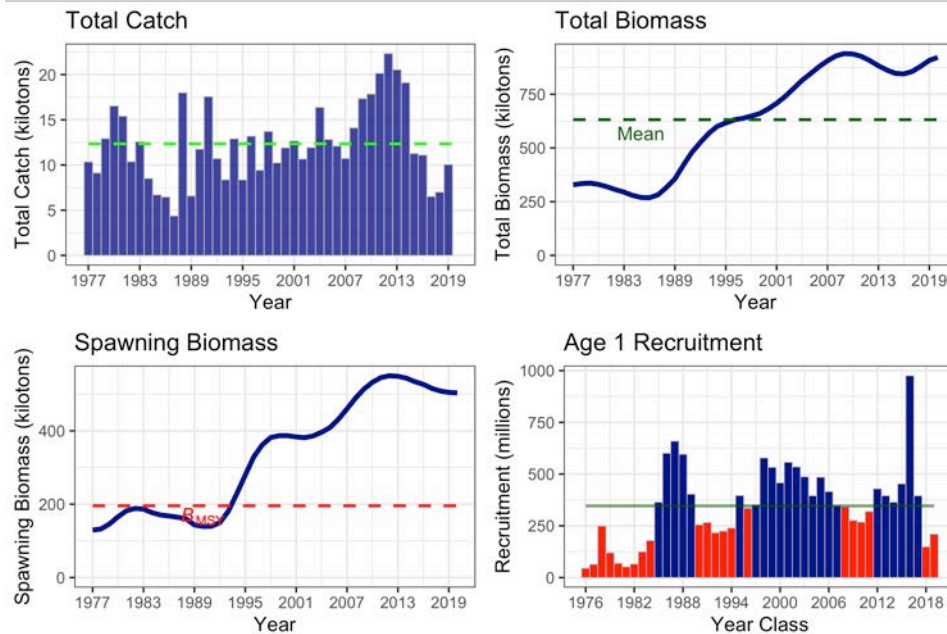 Total Catch
Total Catch (kilotons)
20
15
10
5
0
1977 1983 1989 1995 2001 2007 2013 2019
Year
Total Biomass
Total Biomass (kilotons)
750
500
250
0
Mean
1977 1983 1989 1995 2001 2007 2013 2019
Year
Spawning Biomass
Spawning Biomass (kilotons)
400
200
0
BMSY
1977 1983 1989 1995 2001 2007 2013 2019
Year
Age 1 Recruitment
Recruitment (millions)
1000
750
500
250
0
1976 1982 1988 1994 2000 2006 2012 2018
Year Class